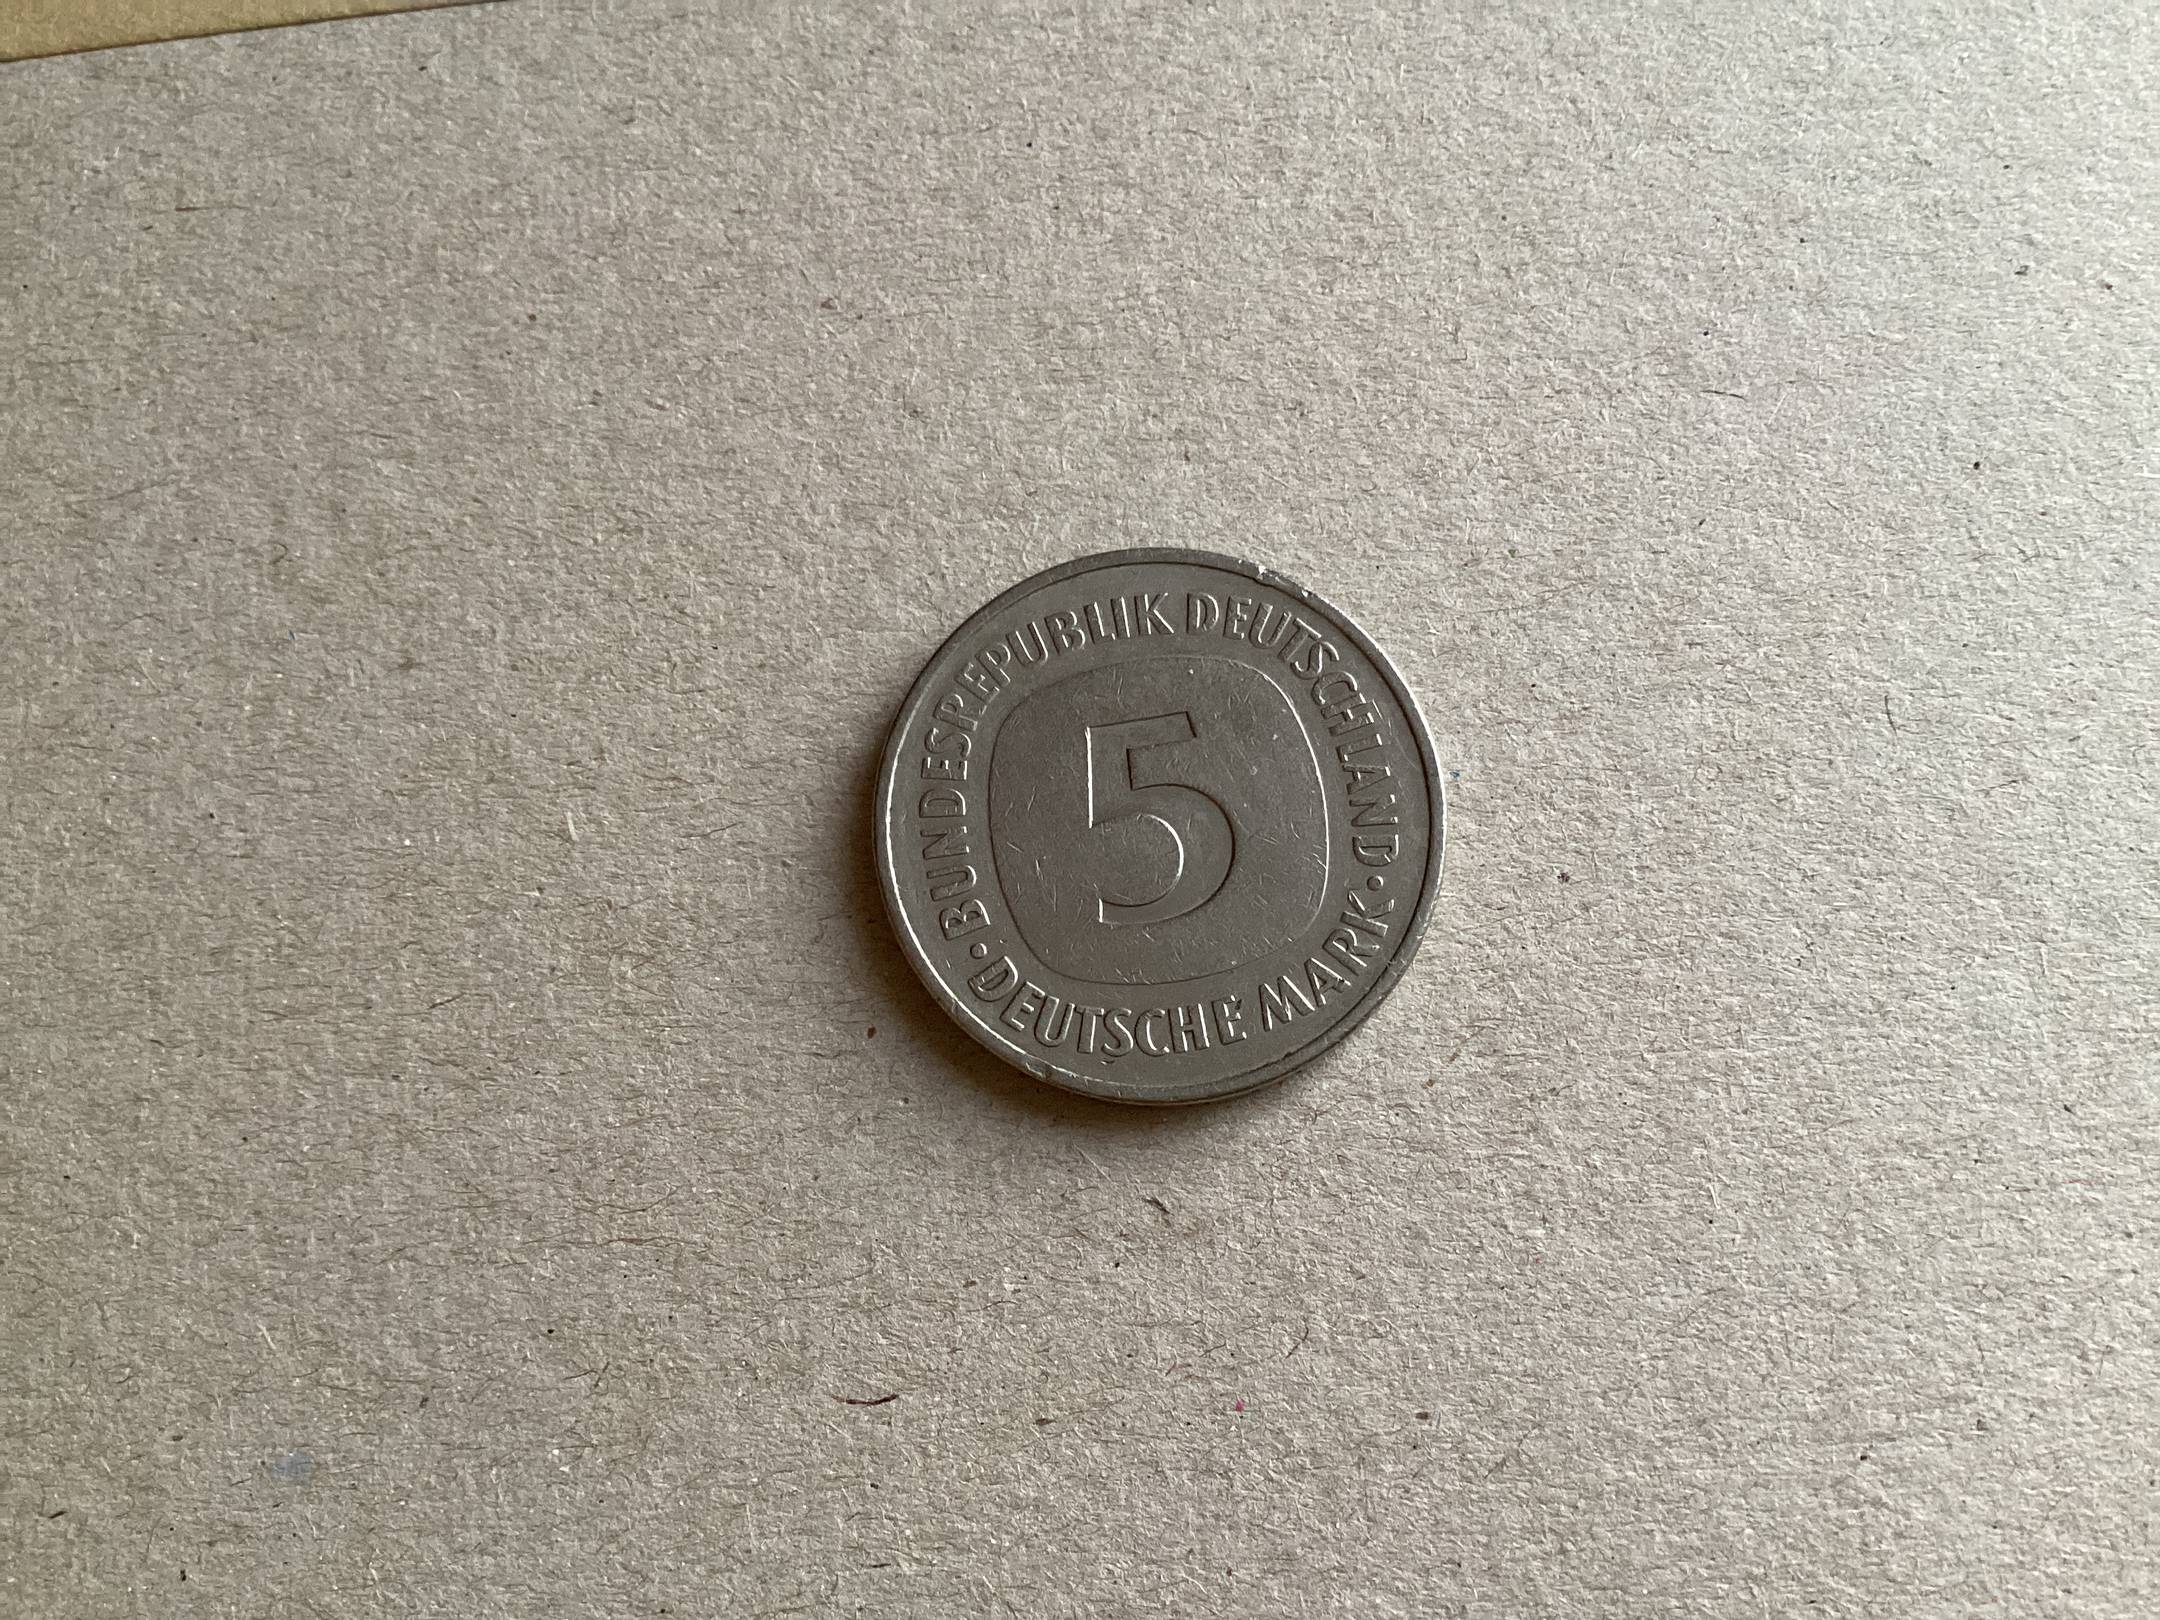 BUNDESREPUBLIK DEUTSCHLAND
5
· DEUTSCHE MARK ·